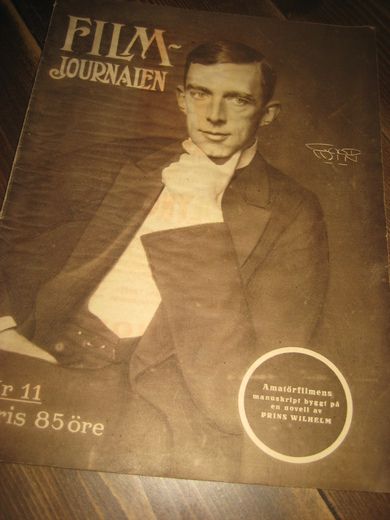 FILM-
JOURNALEN
r 11
ris 85 öre
Amatörfilmens
manuskript byggt på
en novell av
PRINS WILHELM